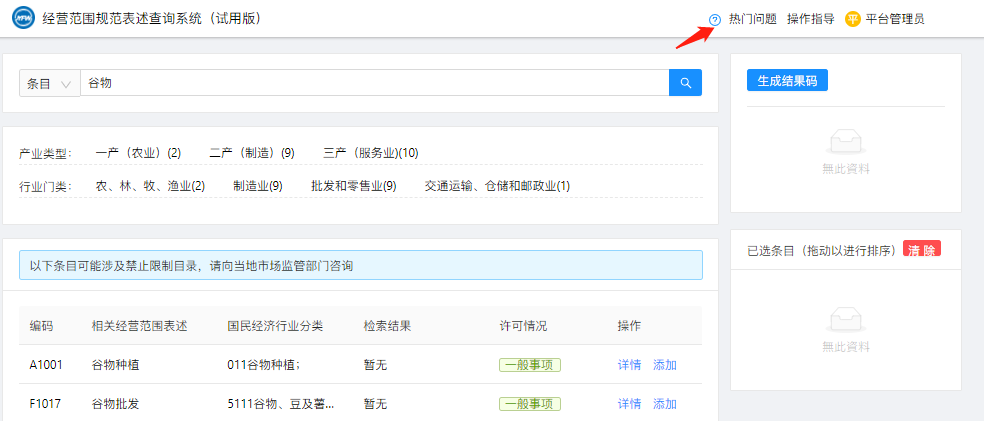 经营范围规范表述查询系统（试用版）
? 热门问题 操作指导 平 平台管理员
条目 谷物
生成结果码
無此資料
产业类型： 一产（农业）(2) 二产（制造）(9) 三产（服务业)(10)
行业门类： 农、林、牧、渔业(2) 制造业(9) 批发和零售业(9) 交通运输、仓储和邮政业(1)
已选条目（拖动以进行排序） 清 除
無此資料
以下条目可能涉及禁止限制目录，请向当地市场监管部门咨询
编码 相关经营范围表述 国民经济行业分类 检索结果 许可情况 操作
A1001 谷物种植 011谷物种植； 暂无 一般事项 详情 添加
F1017 谷物批发 5111谷物、豆及薯... 暂无 一般事项 详情 添加